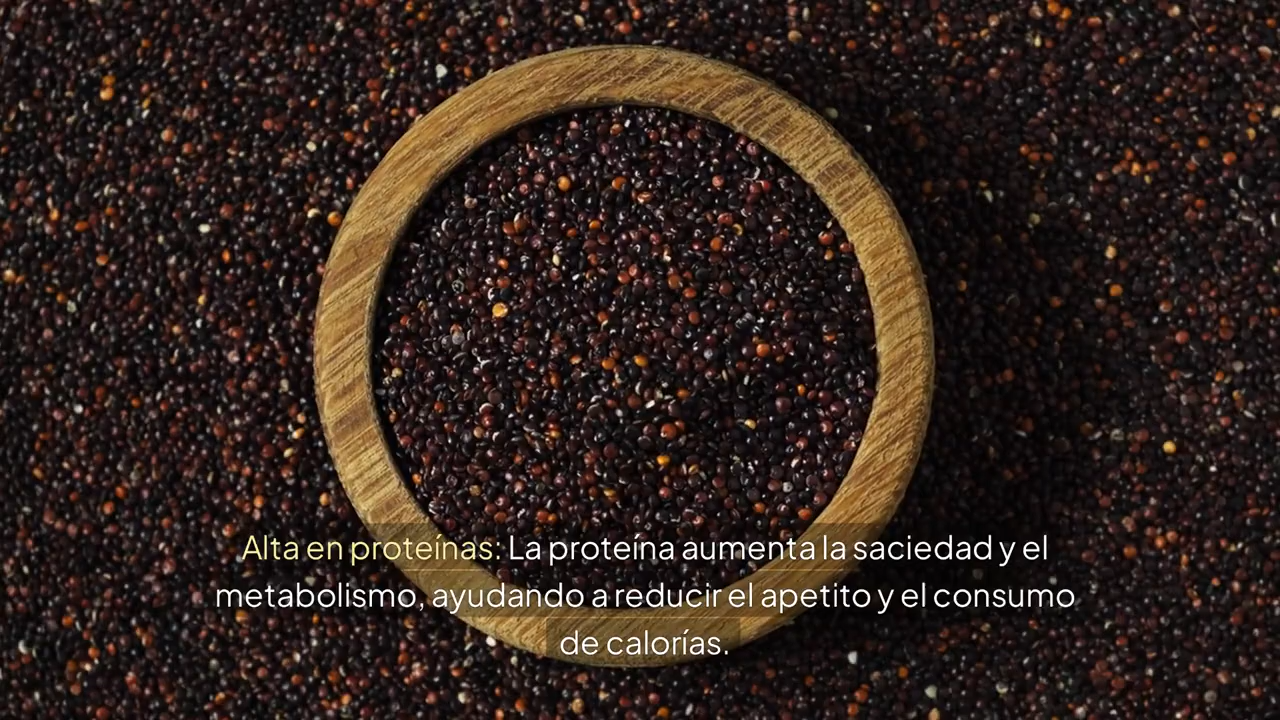 Alta en proteínas: La proteína aumenta la saciedad y el
metabolismo, ayudando a reducir el apetito y el consumo
de calorías.